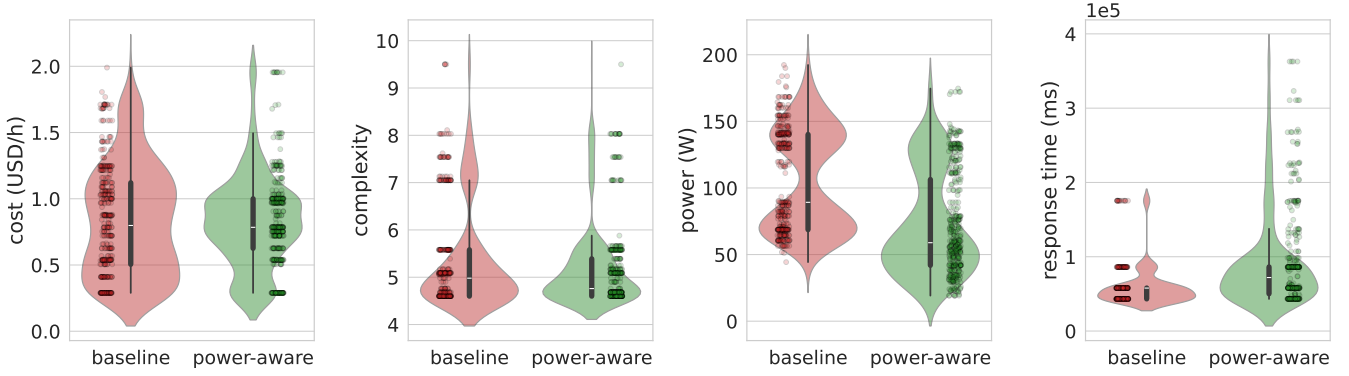 cost (USD/h)
2.0
1.5
1.0
0.5
0.0
baseline
power-aware
complexity
10
9
8
7
6
5
4
baseline
power-aware
power (W)
200
150
100
50
0
baseline
power-aware
1e5
response time (ms)
4
3
2
1
0
baseline
power-aware